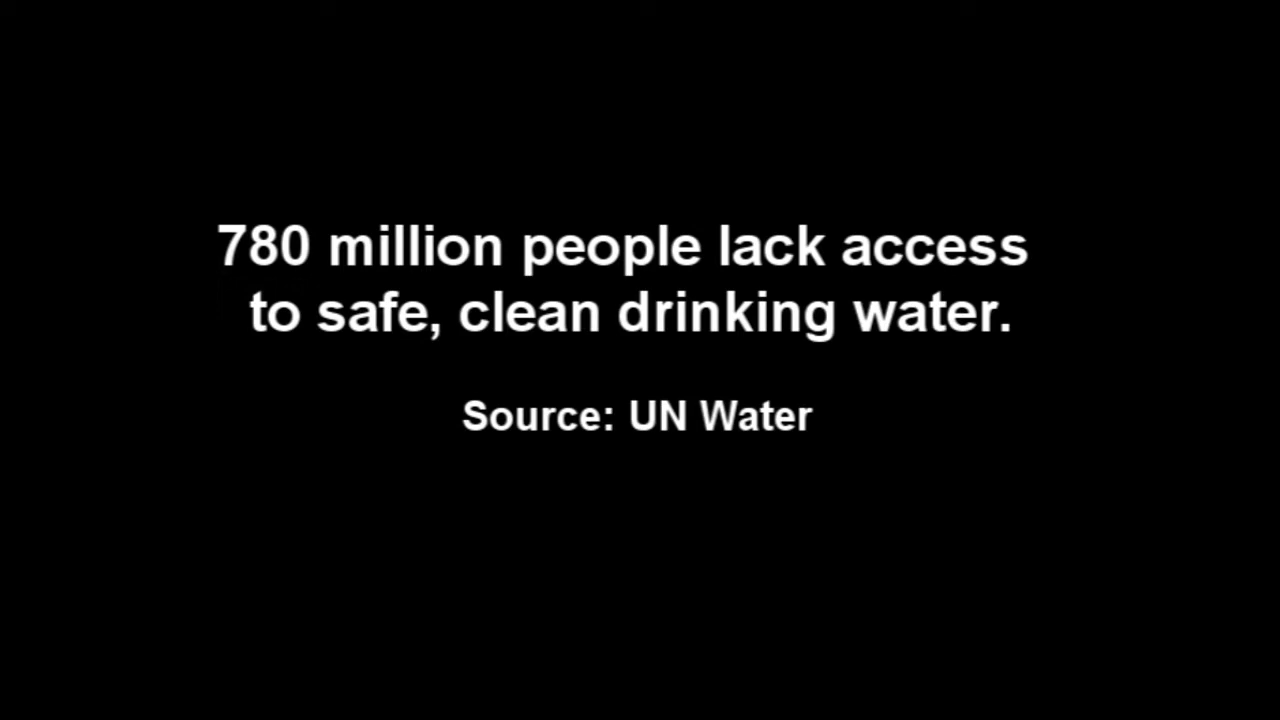 780 million people lack access
to safe, clean drinking water.
Source: UN Water